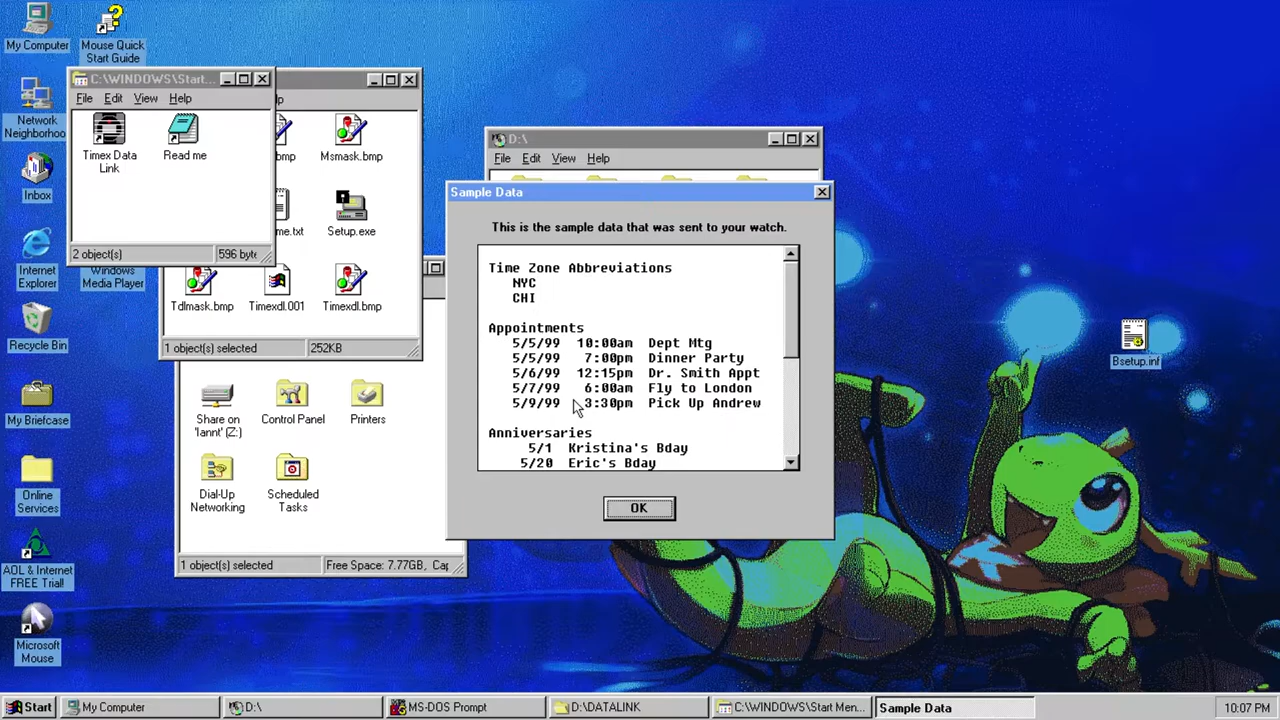 My Computer
Mouse Quick
Start Guide
Network
Neighborhoo
Inbox
Internet
Explorer
Windows
Media Player
Recycle Bin
My Briefcase
Online
Services
AOL & Internet
FREE Trial!
Microsoft
Mouse
C:\WINDOWS\Start...
File Edit View Help
Timex Data
Link
Read me
2 object(s)
596 byte
Msmask.bmp
Setup.exe
Tdlmask.bmp
Timexdl.001
Timexdl.bmp
1 object(s) selected
252KB
Share on
'lannt' (Z:)
Control Panel
Printers
Dial-Up
Networking
Scheduled
Tasks
1 object(s) selected
Free Space: 7.77GB, Cap
D:\
File Edit View Help
Sample Data
This is the sample data that was sent to your watch.
Time Zone Abbreviations
NYC
CHI
Appointments
5/5/99 10:00am Dept Mtg
5/5/99 7:00pm Dinner Party
5/6/99 12:15pm Dr. Smith Appt
5/7/99 6:00am Fly to London
5/9/99 3:30pm Pick Up Andrew
Anniversaries
5/1 Kristina's Bday
5/20 Eric's Bday
OK
Bsetup.inf
Start
My Computer
D:\
MS-DOS Prompt
D:\DATALINK
C:\WINDOWS\Start Men...
Sample Data
10:07 PM